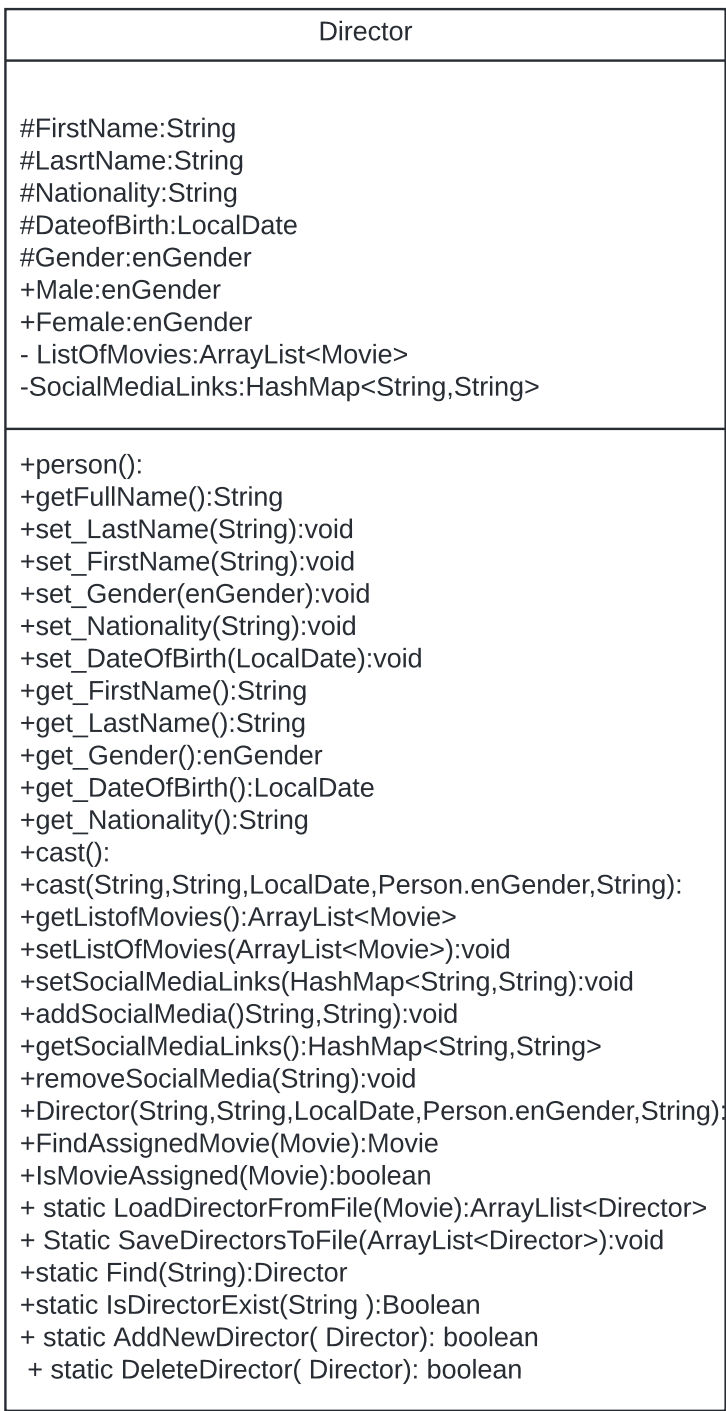 Director
#FirstName:String
#LasrtName:String
#Nationality:String
#DateofBirth:LocalDate
#Gender:enGender
+Male:enGender
+Female:enGender
- ListOfMovies:ArrayList<Movie>
-SocialMediaLinks:HashMap<String,String>
+person():
+getFullName():String
+set_LastName(String):void
+set_FirstName(String):void
+set_Gender(enGender):void
+set_Nationality(String):void
+set_DateOfBirth(LocalDate):void
+get_FirstName():String
+get_LastName():String
+get_Gender():enGender
+get_DateOfBirth():LocalDate
+get_Nationality():String
+cast():
+cast(String,String,LocalDate,Person.enGender,String):
+getListofMovies():ArrayList<Movie>
+setListOfMovies(ArrayList<Movie>):void
+setSocialMediaLinks(HashMap<String,String):void
+addSocialMedia()String,String):void
+getSocialMediaLinks():HashMap<String,String>
+removeSocialMedia(String):void
+Director(String,String,LocalDate,Person.enGender,String):
+FindAssignedMovie(Movie):Movie
+IsMovieAssigned(Movie):boolean
+ static LoadDirectorFromFile(Movie):ArrayLlist<Director>
+ Static SaveDirectorsToFile(ArrayList<Director>):void
+static Find(String):Director
+static IsDirectorExist(String ):Boolean
+ static AddNewDirector( Director): boolean
+ static DeleteDirector( Director): boolean